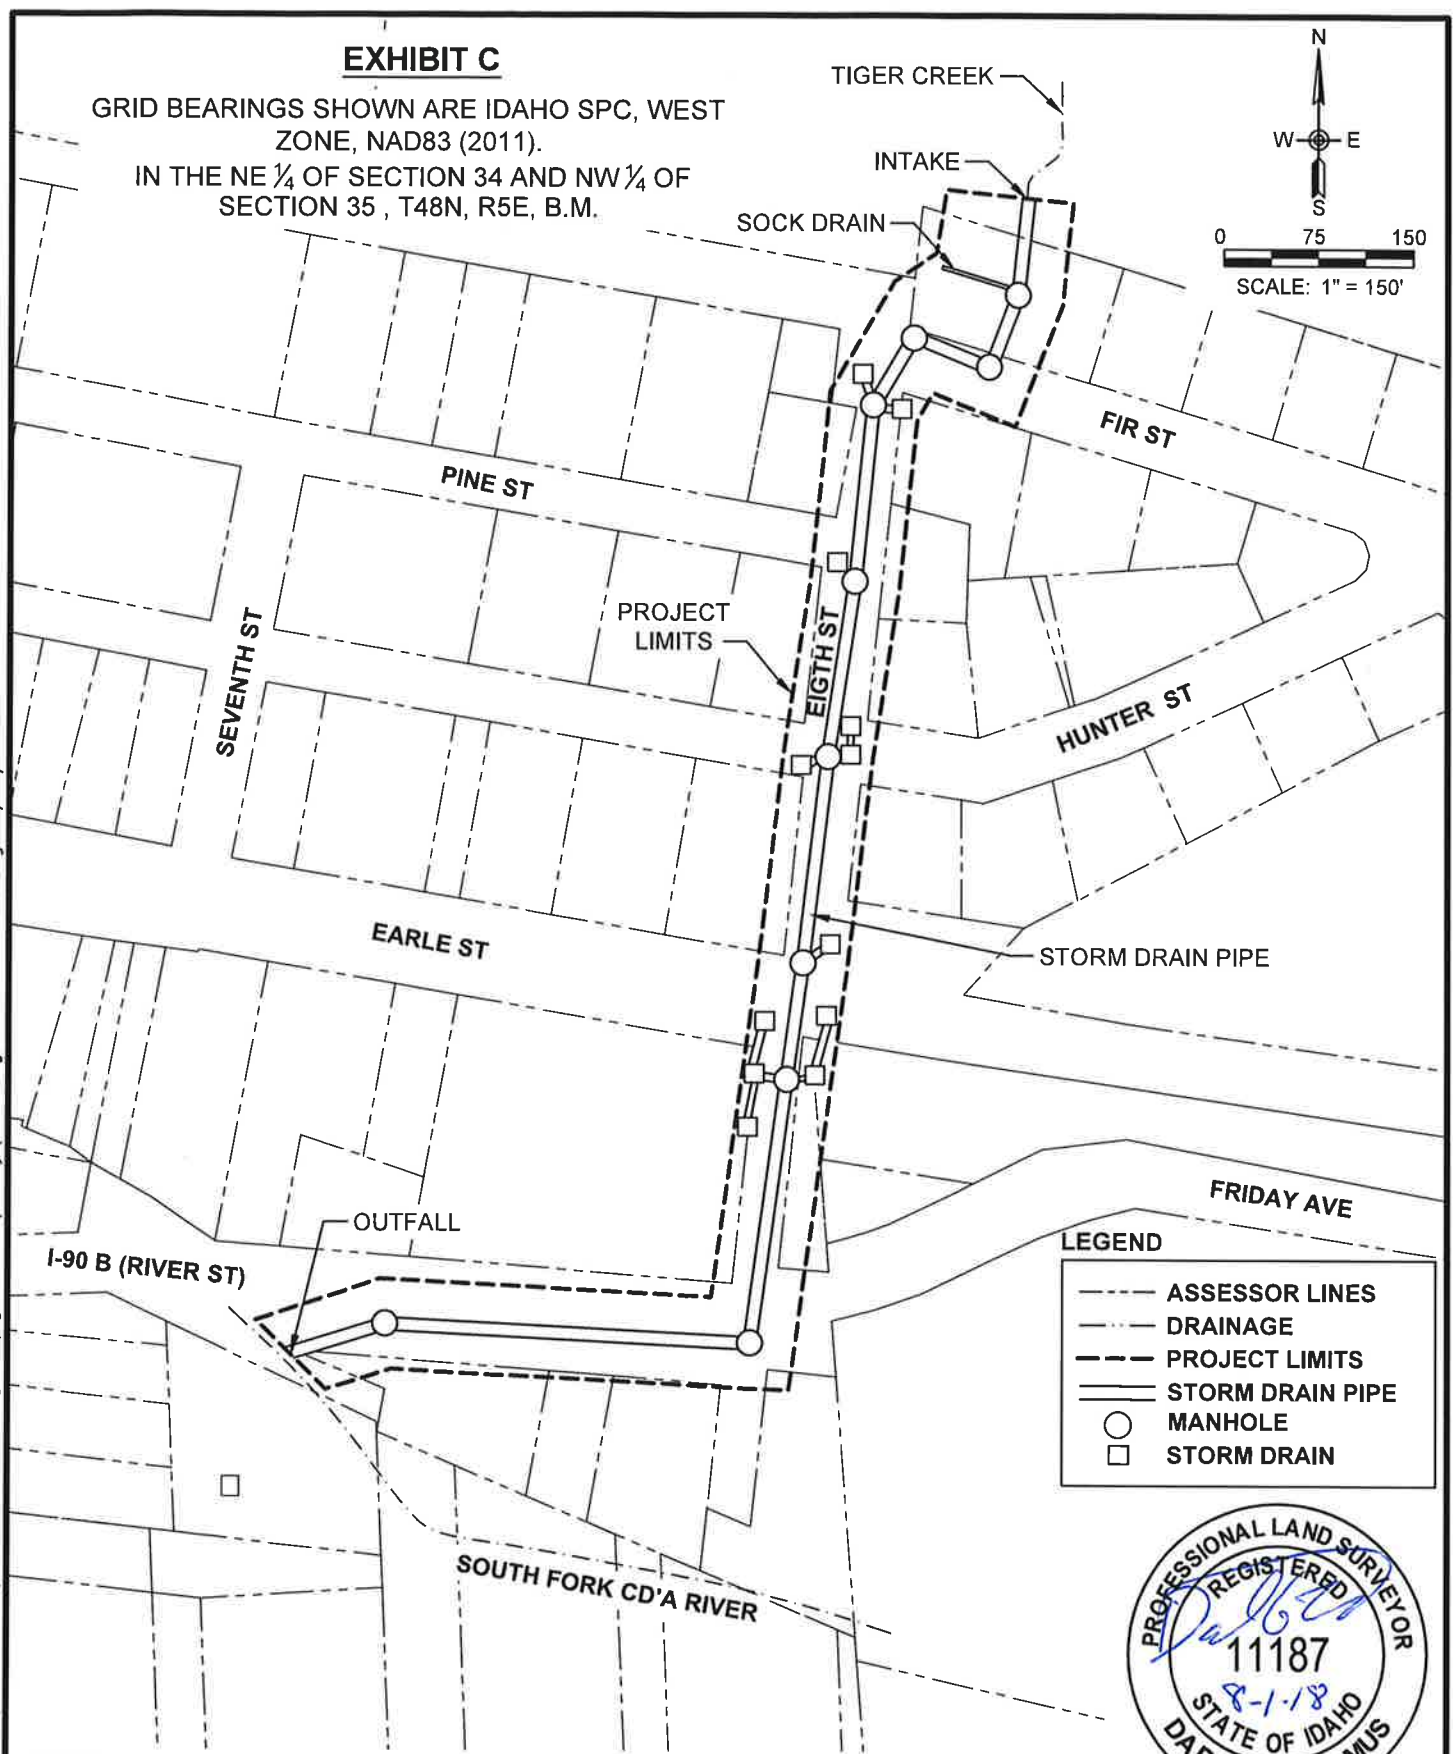 EXHIBIT C
GRID BEARINGS SHOWN ARE IDAHO SPC, WEST
ZONE, NAD83 (2011).
IN THE NE ¼ OF SECTION 34 AND NW ¼ OF
SECTION 35 , T48N, R5E, B.M.
TIGER CREEK
INTAKE
SOCK DRAIN
N
W E
S
0 75 150
SCALE: 1" = 150'
FIR ST
PINE ST
PROJECT
LIMITS
EIGTH ST
SEVENTH ST
HUNTER ST
EARLE ST
STORM DRAIN PIPE
FRIDAY AVE
OUTFALL
I-90 B (RIVER ST)
LEGEND
ASSESSOR LINES
DRAINAGE
PROJECT LIMITS
STORM DRAIN PIPE
MANHOLE
STORM DRAIN
SOUTH FORK CD'A RIVER
PROFESSIONAL LAND SURVEYOR
REGISTERED
11187
8-1-18
STATE OF IDAHO